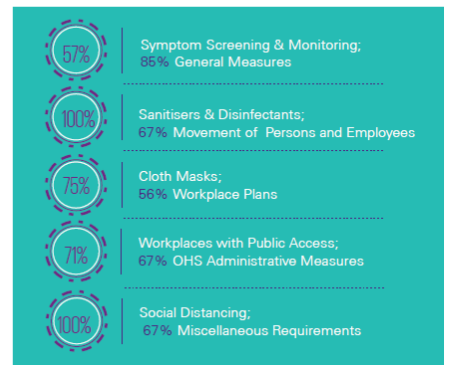 57%
Symptom Screening & Monitoring;
85% General Measures
100%
Sanitisers & Disinfectants;
67% Movement of Persons and Employees
75%
Cloth Masks;
56% Workplace Plans
71%
Workplaces with Public Access;
67% OHS Administrative Measures
100%
Social Distancing;
67% Miscellaneous Requirements